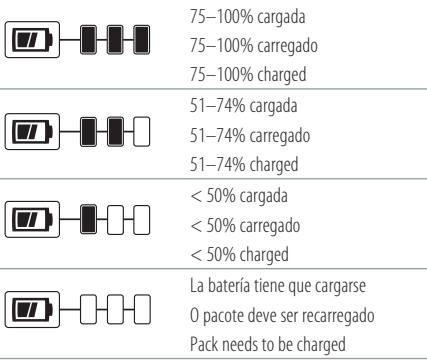 75–100% cargada
75–100% carregado
75–100% charged
51–74% cargada
51–74% carregado
51–74% charged
< 50% cargada
< 50% carregado
< 50% charged
La batería tiene que cargarse
O pacote deve ser recarregado
Pack needs to be charged